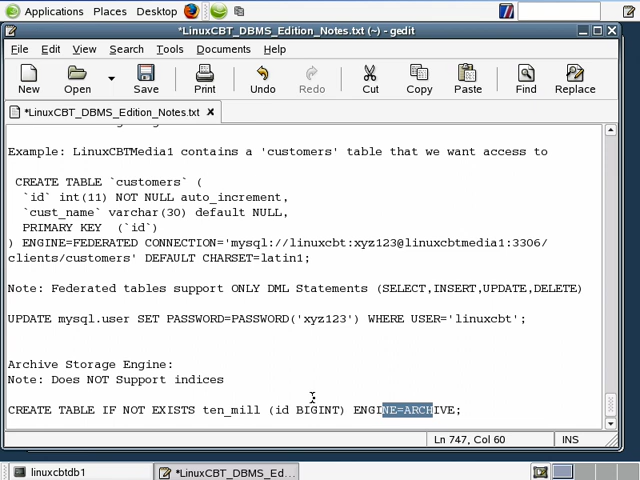 Applications Places Desktop
*LinuxCBT_DBMS_Edition_Notes.txt (~) - gedit
File Edit View Search Tools Documents Help
New Open Save Print Undo Redo Cut Copy Paste Find Replace
*LinuxCBT_DBMS_Edition_Notes.txt
Example: LinuxCBTMedia1 contains a 'customers' table that we want access to
CREATE TABLE `customers` (
`id` int(11) NOT NULL auto_increment,
`cust_name` varchar(30) default NULL,
PRIMARY KEY (`id`)
) ENGINE=FEDERATED CONNECTION='mysql://linuxcbt:xyz123@linuxcbtmedia1:3306/
clients/customers' DEFAULT CHARSET=latin1;
Note: Federated tables support ONLY DML Statements (SELECT,INSERT,UPDATE,DELETE)
UPDATE mysql.user SET PASSWORD=PASSWORD('xyz123') WHERE USER='linuxcbt';
Archive Storage Engine:
Note: Does NOT Support indices
CREATE TABLE IF NOT EXISTS ten_mill (id BIGINT) ENGINE=ARCHIVE;
Ln 747, Col 60 INS
linuxcbtdb1 *LinuxCBT_DBMS_Ed...